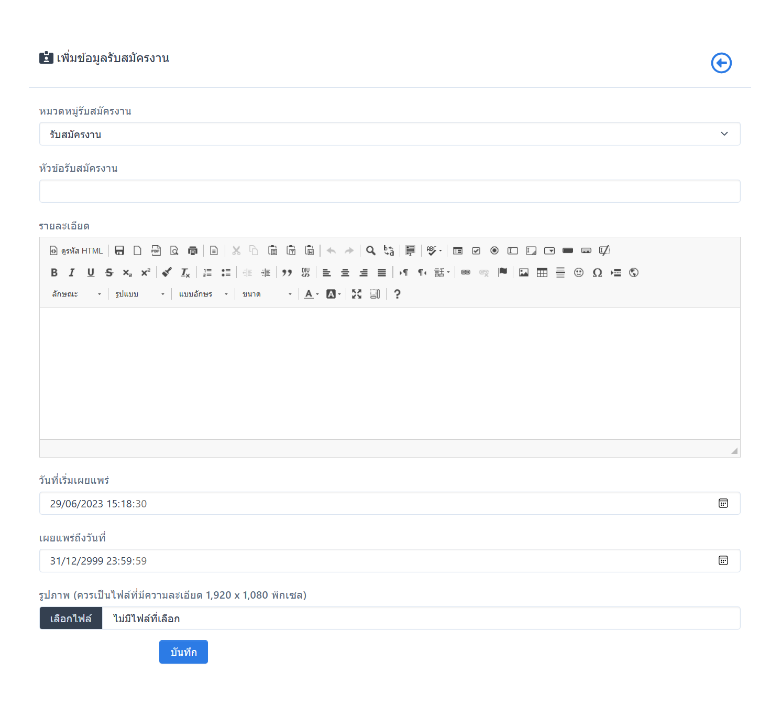 เพิ่มข้อมูลรับสมัครงาน
หมวดหมู่รับสมัครงาน
รับสมัครงาน
หัวข้อรับสมัครงาน
รายละเอียด
ดูรหัส HTML
B I U S x₂ x² Iₓ
ลักษณะ รูปแบบ แบบอักษร ขนาด A A ?
วันที่เริ่มเผยแพร่
29/06/2023 15:18:30
เผยแพร่ถึงวันที่
31/12/2999 23:59:59
รูปภาพ (ควรเป็นไฟล์ที่มีความละเอียด 1,920 x 1,080 พิกเซล)
เลือกไฟล์ ไม่มีไฟล์ที่เลือก
บันทึก